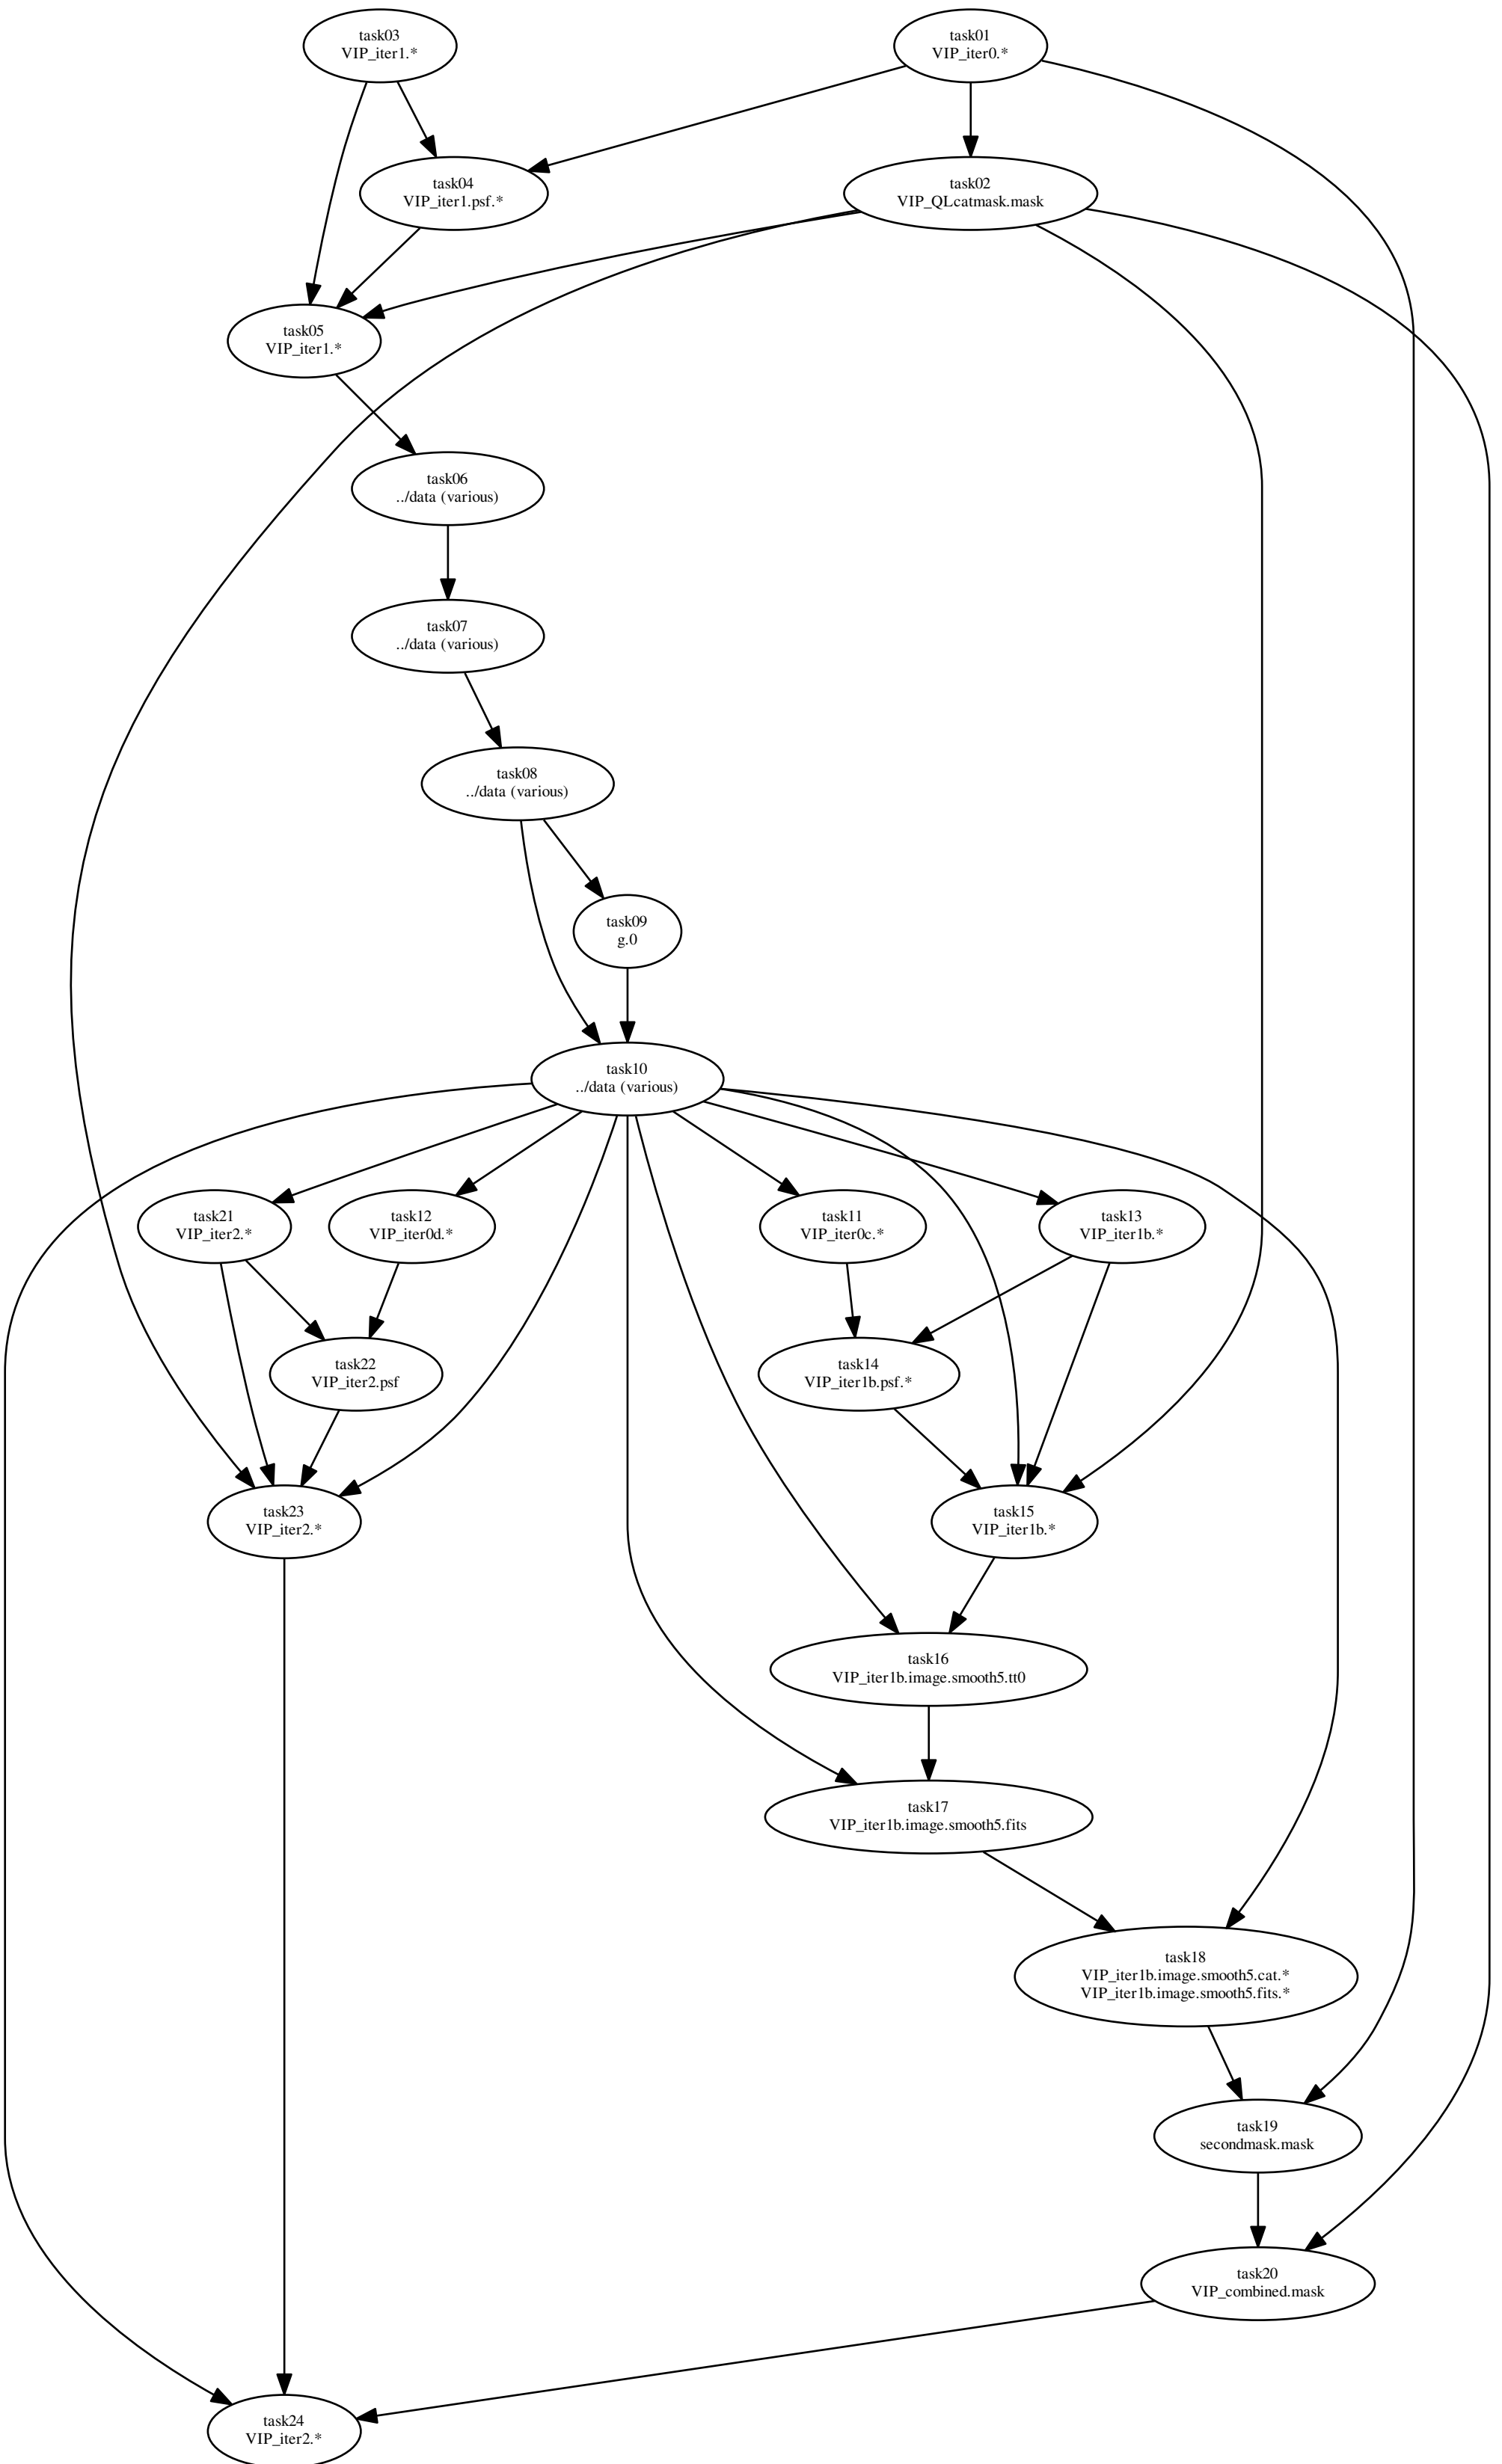 task03
VIP_iter1.*
task01
VIP_iter0.*
task04
VIP_iter1.psf.*
task02
VIP_QLcatmask.mask
task05
VIP_iter1.*
task06
../data (various)
task07
../data (various)
task08
../data (various)
task09
g.0
task10
../data (various)
task21
VIP_iter2.*
task12
VIP_iter0d.*
task11
VIP_iter0c.*
task13
VIP_iter1b.*
task22
VIP_iter2.psf
task14
VIP_iter1b.psf.*
task23
VIP_iter2.*
task15
VIP_iter1b.*
task16
VIP_iter1b.image.smooth5.tt0
task17
VIP_iter1b.image.smooth5.fits
task18
VIP_iter1b.image.smooth5.cat.*
VIP_iter1b.image.smooth5.fits.*
task19
secondmask.mask
task20
VIP_combined.mask
task24
VIP_iter2.*